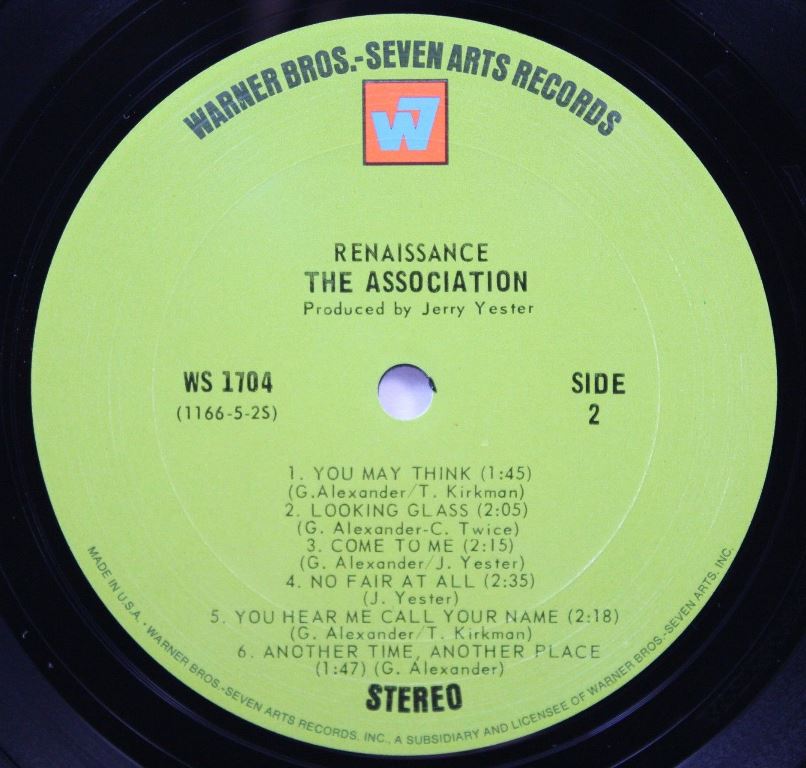 WARNER BROS.-SEVEN ARTS RECORDS
W7
RENAISSANCE
THE ASSOCIATION
Produced by Jerry Yester
WS 1704
(1166-5-2S)
SIDE
2
1. YOU MAY THINK (1:45)
(G.Alexander/T. Kirkman)
2. LOOKING GLASS (2:05)
(G. Alexander-C. Twice)
3. COME TO ME (2:15)
(G. Alexander/J. Yester)
4. NO FAIR AT ALL (2:35)
(J. Yester)
5. YOU HEAR ME CALL YOUR NAME (2:18)
(G. Alexander/T. Kirkman)
6. ANOTHER TIME, ANOTHER PLACE
(1:47) (G. Alexander)
STEREO
MADE IN U.S.A. • WARNER BROS.-SEVEN ARTS RECORDS, INC., A SUBSIDIARY AND LICENSEE OF WARNER BROS.-SEVEN ARTS, INC.